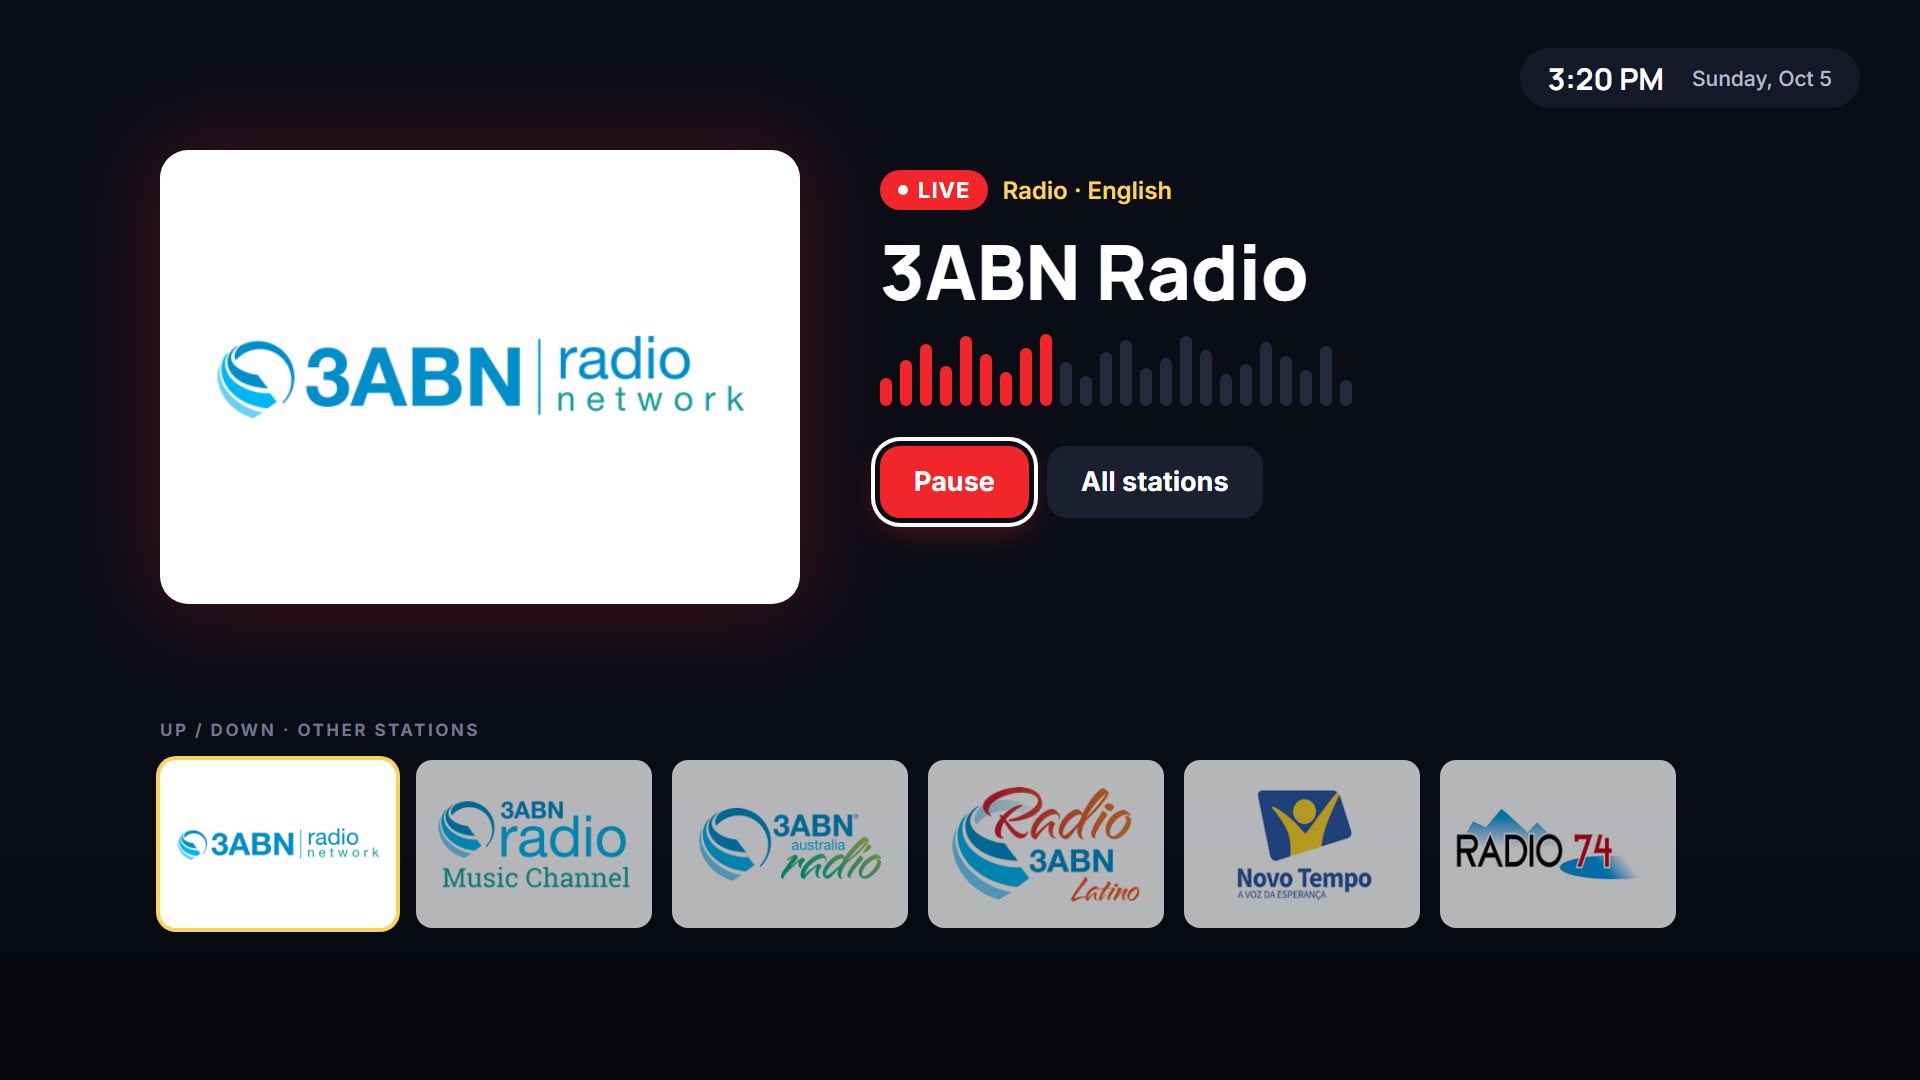 3:20 PM Sunday, Oct 5
3ABN radio
network
LIVE Radio · English
3ABN Radio
Pause All stations
UP / DOWN · OTHER STATIONS
3ABN radio
network
3ABN
radio
Music Channel
3ABN®
australia
radio
Radio
3ABN
Latino
Novo Tempo
A VOZ DA ESPERANÇA
RADIO 74